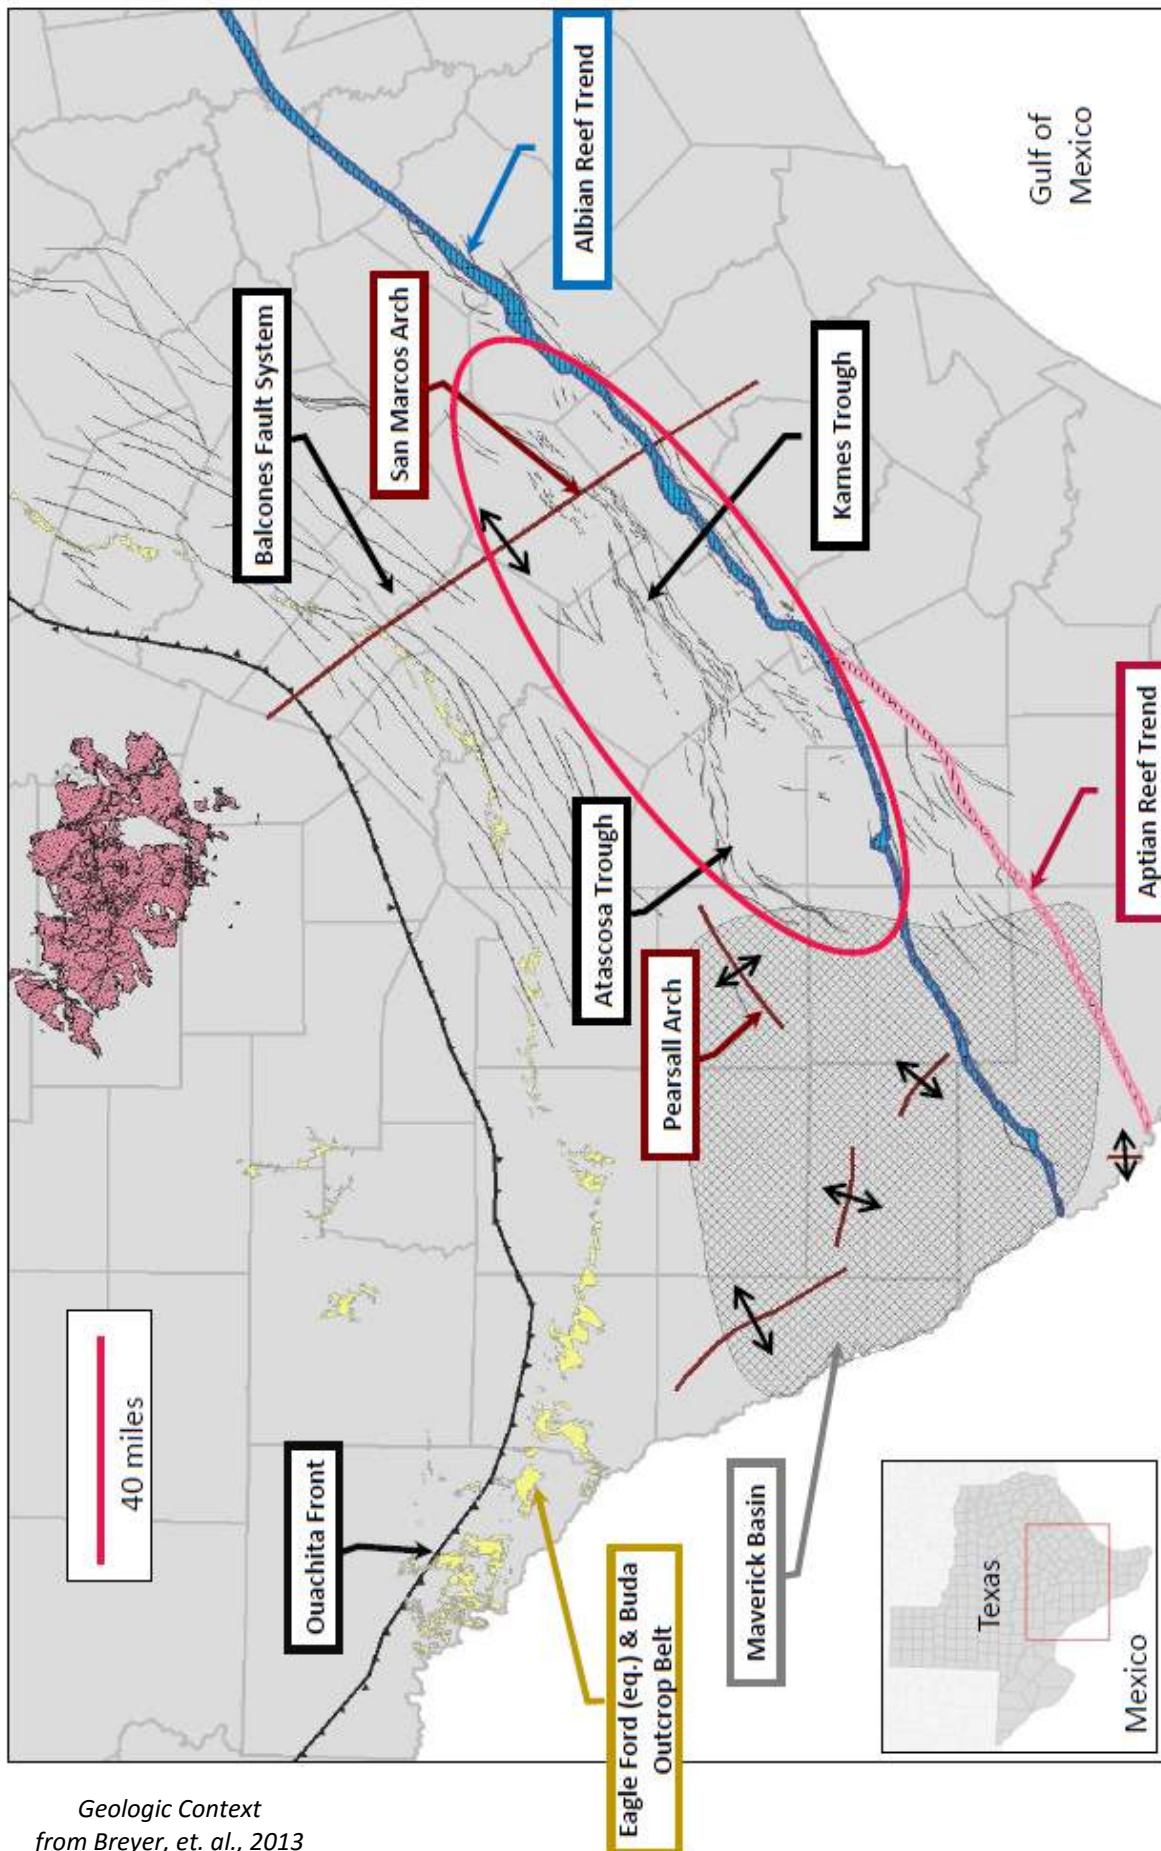 40 miles
Ouachita Front
Eagle Ford (eq.) & Buda
Outcrop Belt
Maverick Basin
Pearsall Arch
Atascosa Trough
Balcones Fault System
San Marcos Arch
Albian Reef Trend
Karnes Trough
Aptian Reef Trend
Gulf of
Mexico
Texas
Mexico
Geologic Context
from Breyer, et. al., 2013